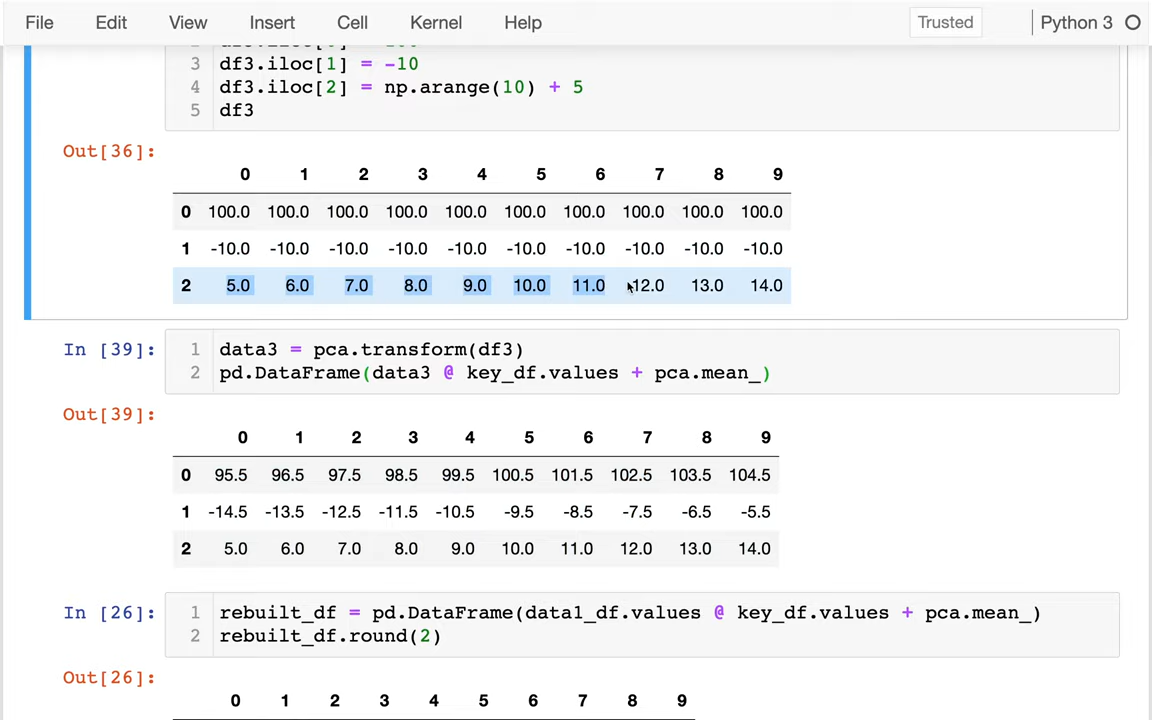 File Edit View Insert Cell Kernel Help Trusted Python 3
3 df3.iloc[1] = -10
4 df3.iloc[2] = np.arange(10) + 5
5 df3
Out[36]:
0 1 2 3 4 5 6 7 8 9
0 100.0 100.0 100.0 100.0 100.0 100.0 100.0 100.0 100.0 100.0
1 -10.0 -10.0 -10.0 -10.0 -10.0 -10.0 -10.0 -10.0 -10.0 -10.0
2 5.0 6.0 7.0 8.0 9.0 10.0 11.0 12.0 13.0 14.0
In [39]: 1 data3 = pca.transform(df3)
2 pd.DataFrame(data3 @ key_df.values + pca.mean_)
Out[39]:
0 1 2 3 4 5 6 7 8 9
0 95.5 96.5 97.5 98.5 99.5 100.5 101.5 102.5 103.5 104.5
1 -14.5 -13.5 -12.5 -11.5 -10.5 -9.5 -8.5 -7.5 -6.5 -5.5
2 5.0 6.0 7.0 8.0 9.0 10.0 11.0 12.0 13.0 14.0
In [26]: 1 rebuilt_df = pd.DataFrame(data1_df.values @ key_df.values + pca.mean_)
2 rebuilt_df.round(2)
Out[26]:
0 1 2 3 4 5 6 7 8 9